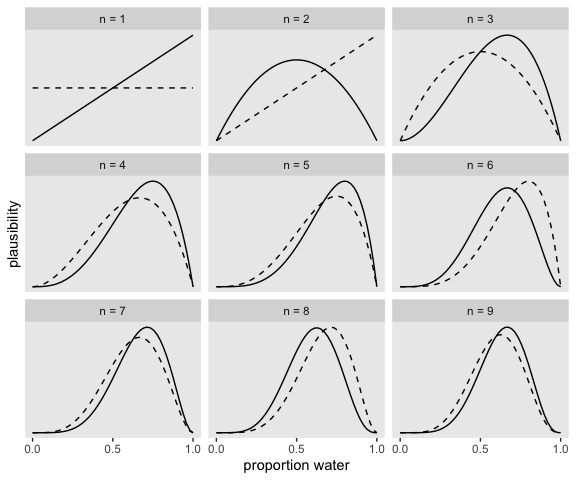 n = 1
n = 2
n = 3
n = 4
n = 5
n = 6
n = 7
n = 8
n = 9
plausibility
0.0 0.5 1.0 0.0 0.5 1.0 0.0 0.5 1.0
proportion water